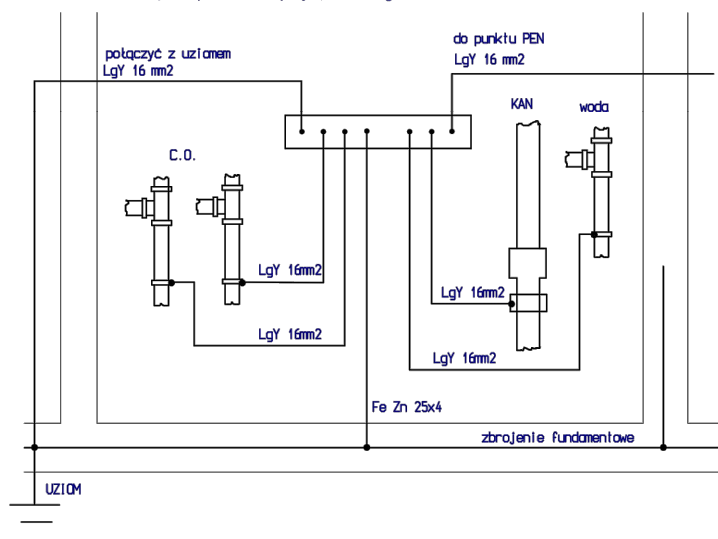 połączyć z uziomem
LgY 16 mm2
do punktu PEN
LgY 16 mm2
KAN
woda
C.O.
LgY 16mm2
LgY 16mm2
LgY 16mm2
LgY 16mm2
Fe Zn 25x4
zbrojenie fundamentowe
UZIOM